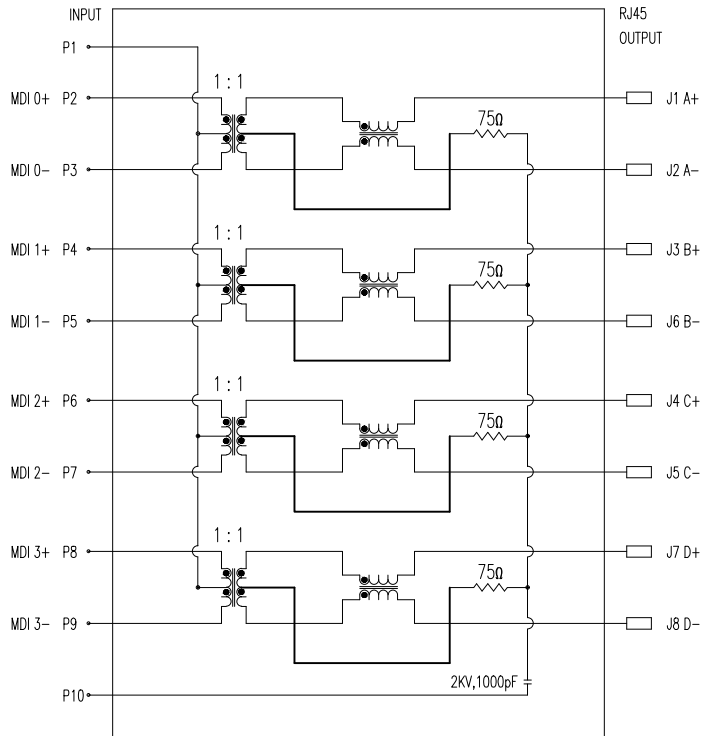 INPUT
RJ45
OUTPUT
P1
1 : 1
MDI 0+ P2
75Ω
J1 A+
MDI 0- P3
J2 A-
1 : 1
MDI 1+ P4
75Ω
J3 B+
MDI 1- P5
J6 B-
1 : 1
MDI 2+ P6
75Ω
J4 C+
MDI 2- P7
J5 C-
1 : 1
MDI 3+ P8
75Ω
J7 D+
MDI 3- P9
J8 D-
2KV,1000pF
P10